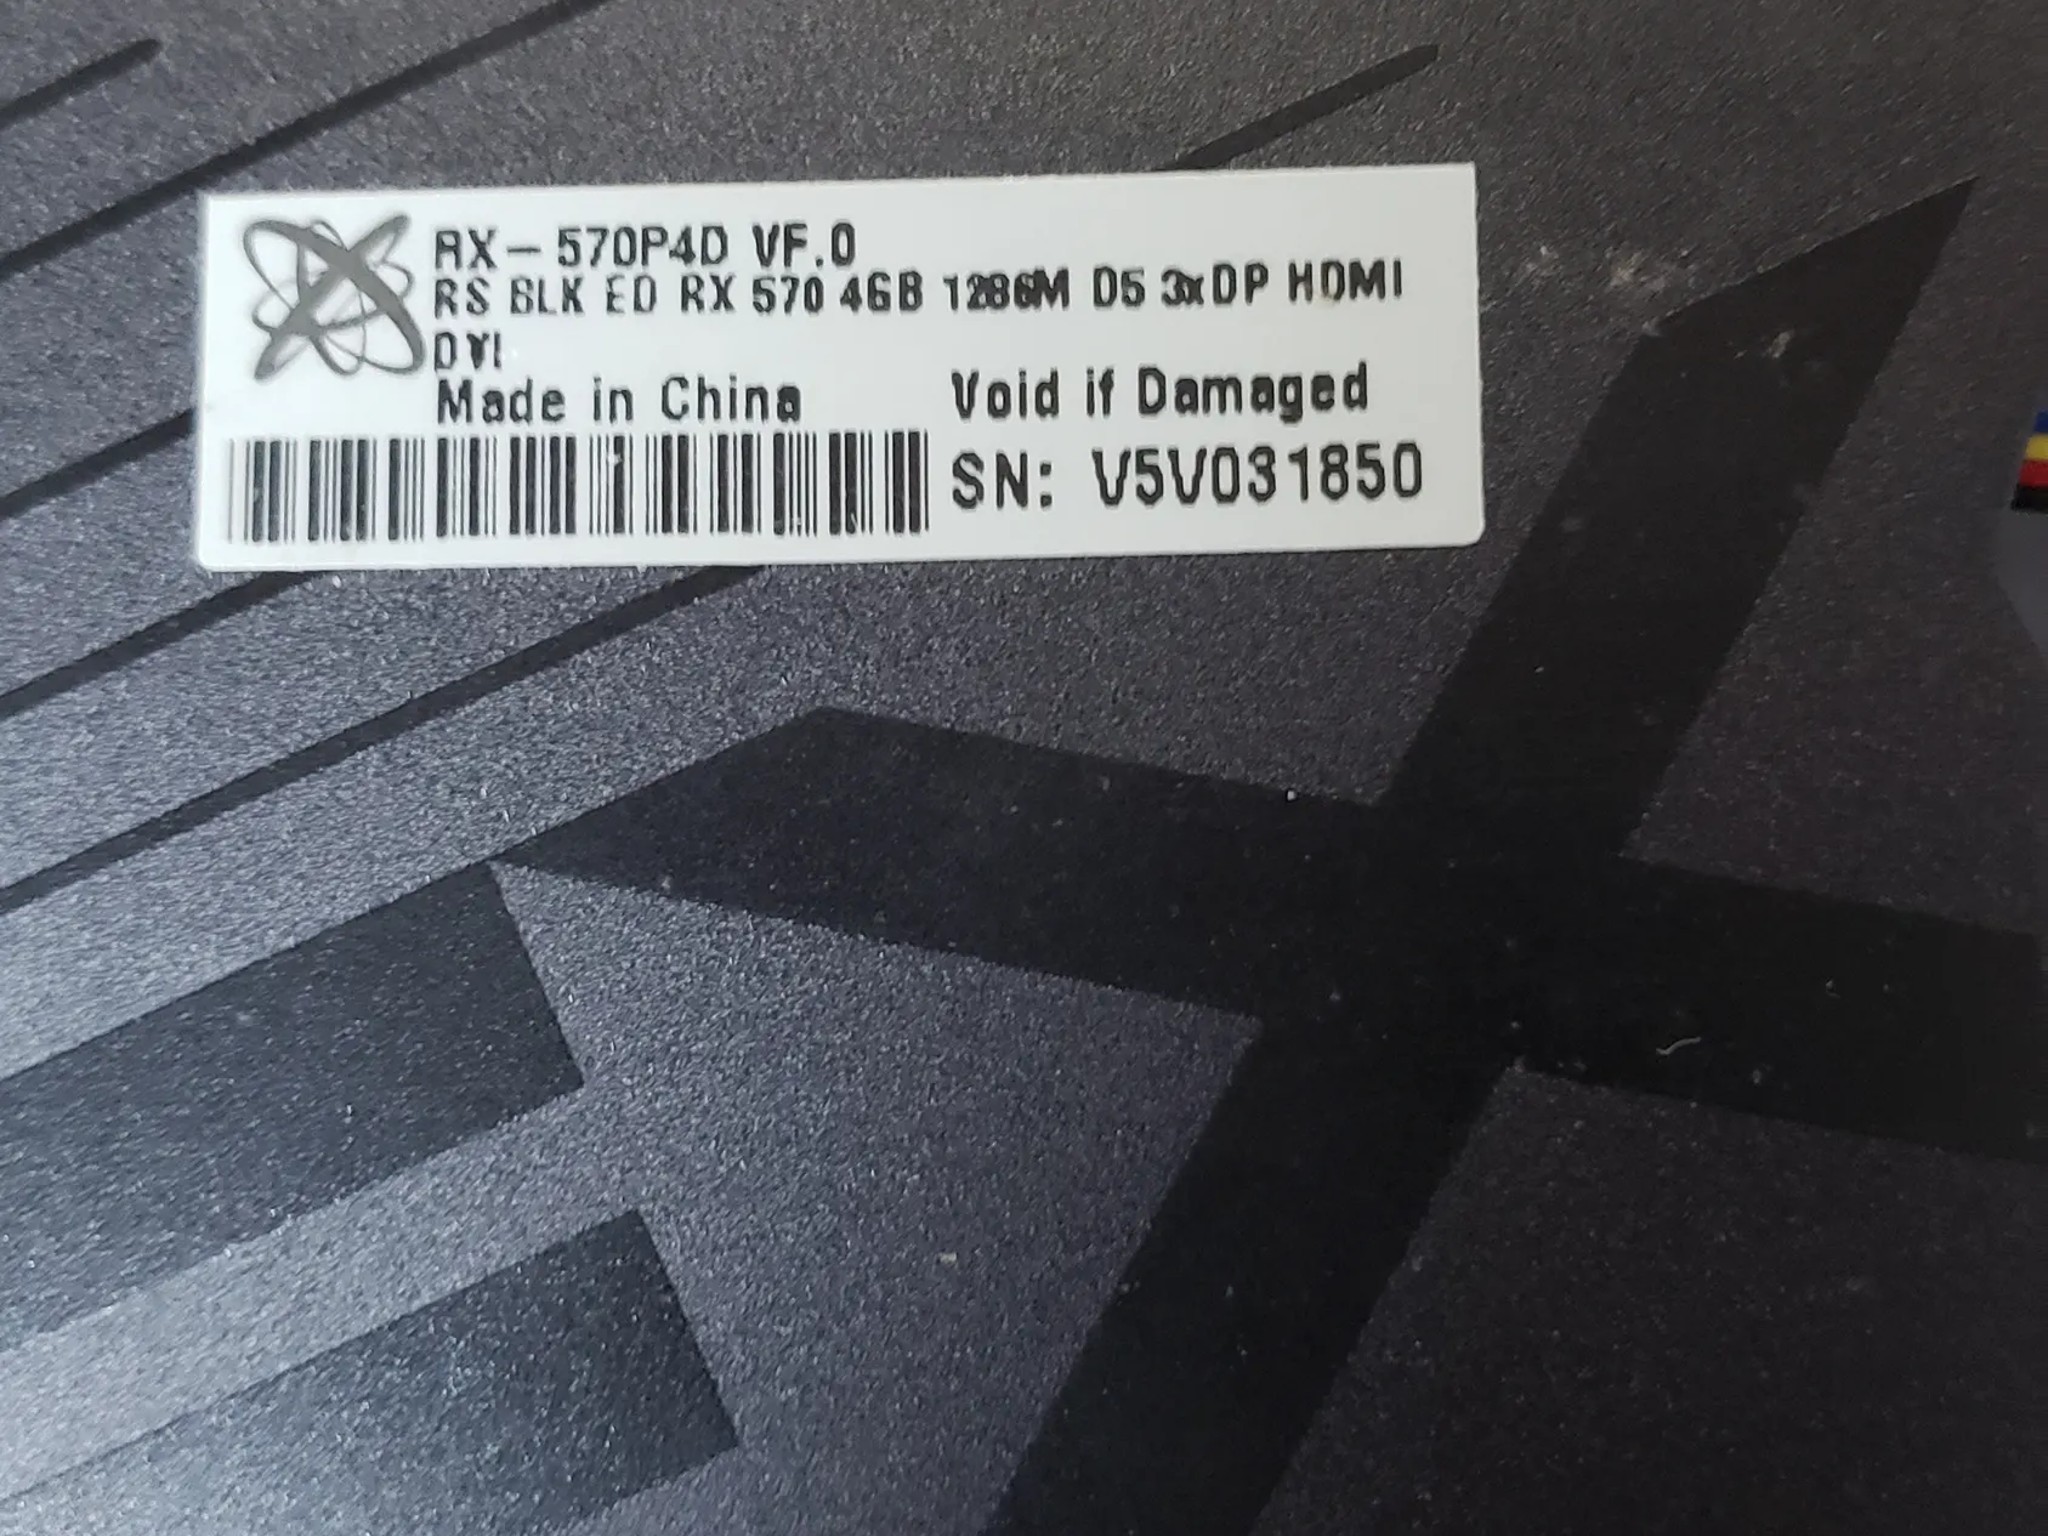 RX-570P4D VF.0
RS BLK ED RX 570 4GB 1286M D5 3xDP HDMI
DVI
Made in China
Void if Damaged
SN: V5V031850